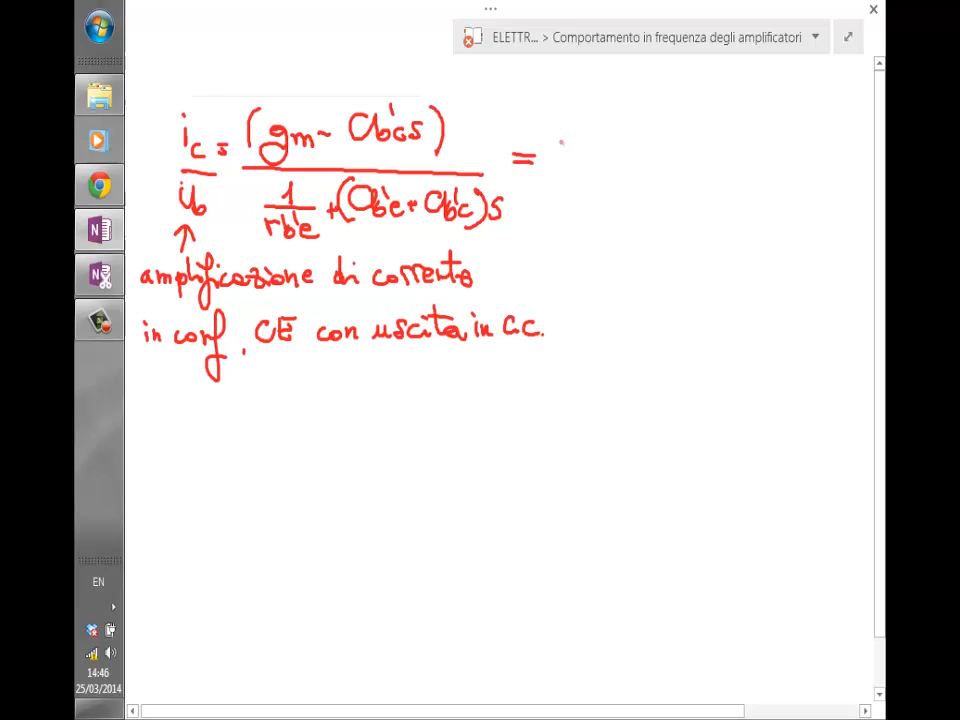 ELETTR... > Comportamento in frequenza degli amplificatori
ic/ib = (gm - Cb'c s) / (1/rb'e + (Cb'e + Cb'c) s) =
amplificazione di corrente
in conf. CE con uscita in c.c.
EN
14:46
25/03/2014